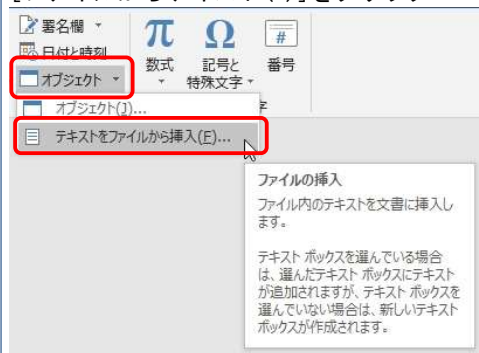 署名欄
日付と時刻
オブジェクト
π
数式
Ω
記号と
特殊文字
#
番号
オブジェクト(J)...
テキストをファイルから挿入(F)...
ファイルの挿入
ファイル内のテキストを文書に挿入し
ます。
テキスト ボックスを選んでいる場合
は、選んだテキスト ボックスにテキスト
が追加されますが、テキスト ボックスを
選んでいない場合は、新しいテキスト
ボックスが作成されます。